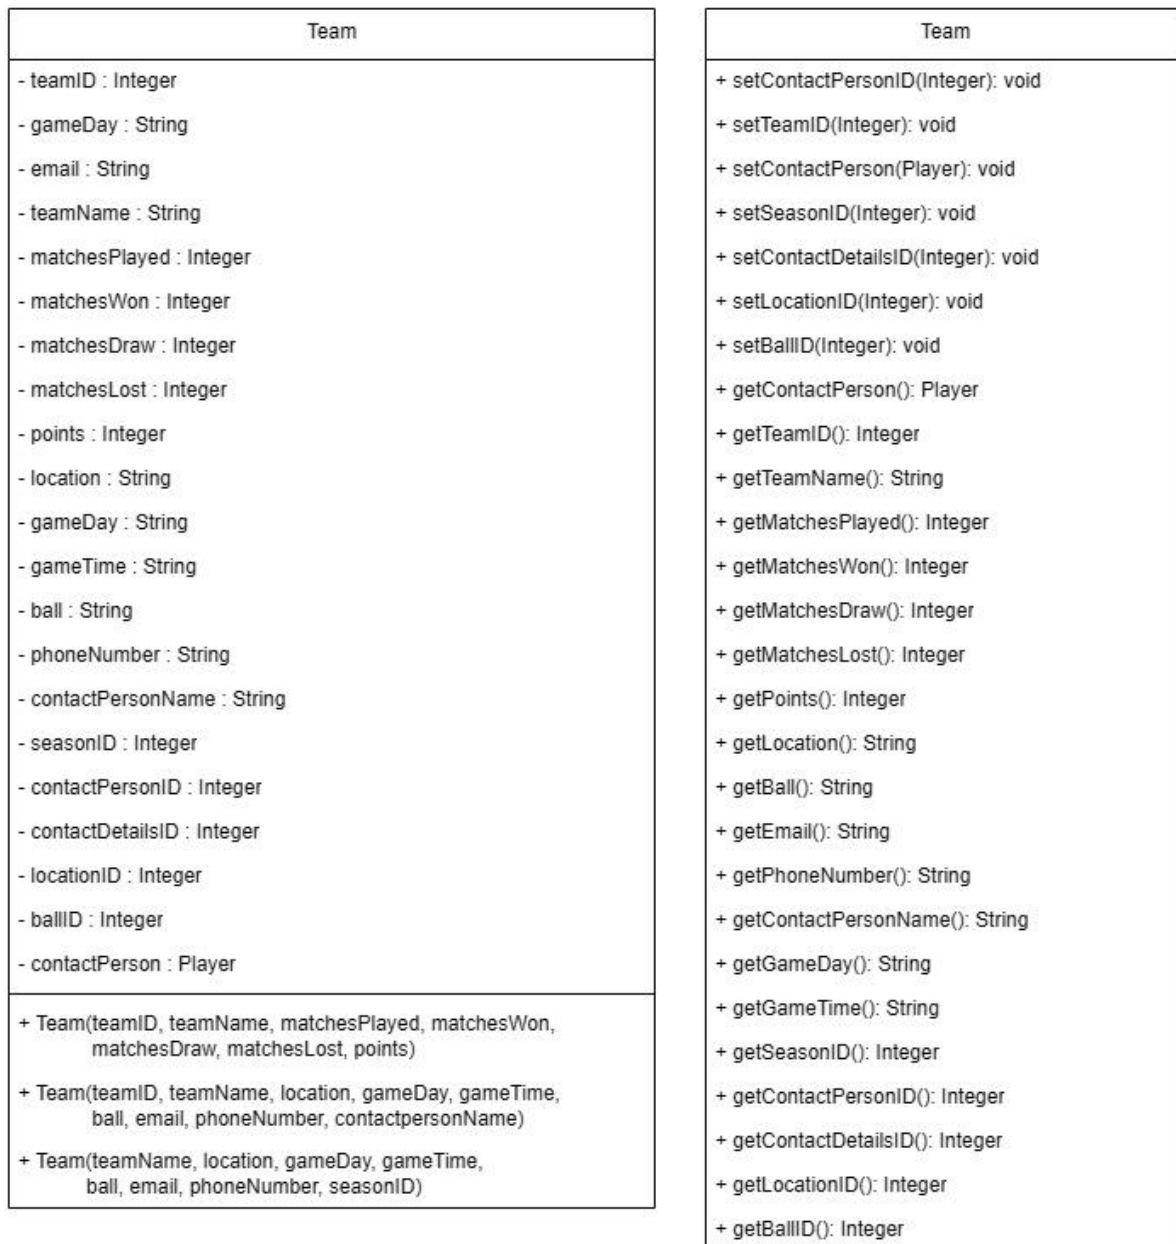 Team
- teamID : Integer
- gameDay : String
- email : String
- teamName : String
- matchesPlayed : Integer
- matchesWon : Integer
- matchesDraw : Integer
- matchesLost : Integer
- points : Integer
- location : String
- gameDay : String
- gameTime : String
- ball : String
- phoneNumber : String
- contactPersonName : String
- seasonID : Integer
- contactPersonID : Integer
- contactDetailsID : Integer
- locationID : Integer
- ballID : Integer
- contactPerson : Player
+ Team(teamID, teamName, matchesPlayed, matchesWon,
matchesDraw, matchesLost, points)
+ Team(teamID, teamName, location, gameDay, gameTime,
ball, email, phoneNumber, contactpersonName)
+ Team(teamName, location, gameDay, gameTime,
ball, email, phoneNumber, seasonID)
Team
+ setContactPersonID(Integer): void
+ setTeamID(Integer): void
+ setContactPerson(Player): void
+ setSeasonID(Integer): void
+ setContactDetailsID(Integer): void
+ setLocationID(Integer): void
+ setBallID(Integer): void
+ getContactPerson(): Player
+ getTeamID(): Integer
+ getTeamName(): String
+ getMatchesPlayed(): Integer
+ getMatchesWon(): Integer
+ getMatchesDraw(): Integer
+ getMatchesLost(): Integer
+ getPoints(): Integer
+ getLocation(): String
+ getBall(): String
+ getEmail(): String
+ getPhoneNumber(): String
+ getContactPersonName(): String
+ getGameDay(): String
+ getGameTime(): String
+ getSeasonID(): Integer
+ getContactPersonID(): Integer
+ getContactDetailsID(): Integer
+ getLocationID(): Integer
+ getBallID(): Integer